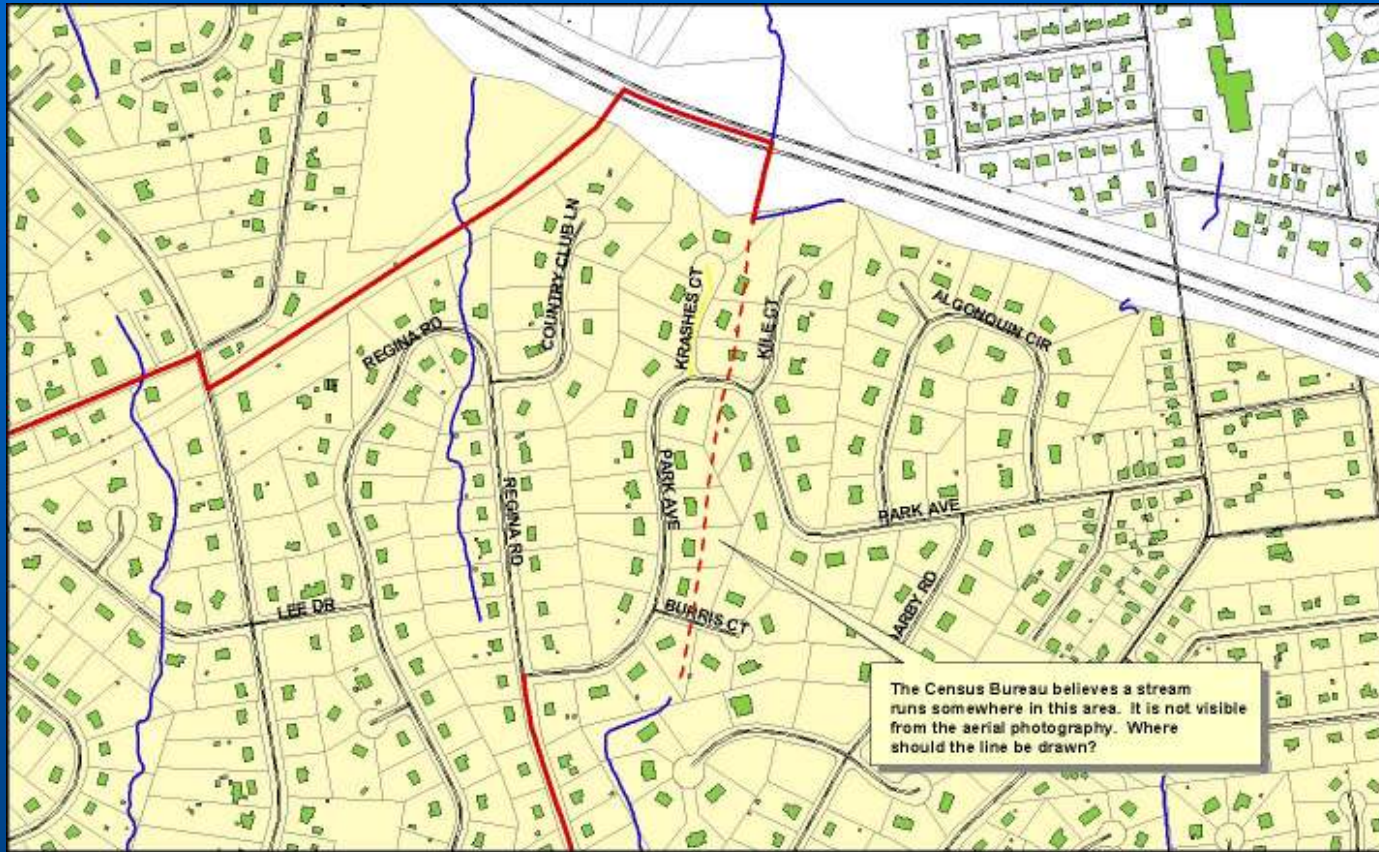 COUNTRY CLUB LN
KRASHES CT
KILE CT
ALGONQUIN CIR
REGINA RD
PARK AVE
REGINA RD
PARK AVE
LEE DR
BURRIS CT
DARBY RD
The Census Bureau believes a stream
runs somewhere in this area. It is not visible
from the aerial photography. Where
should the line be drawn?